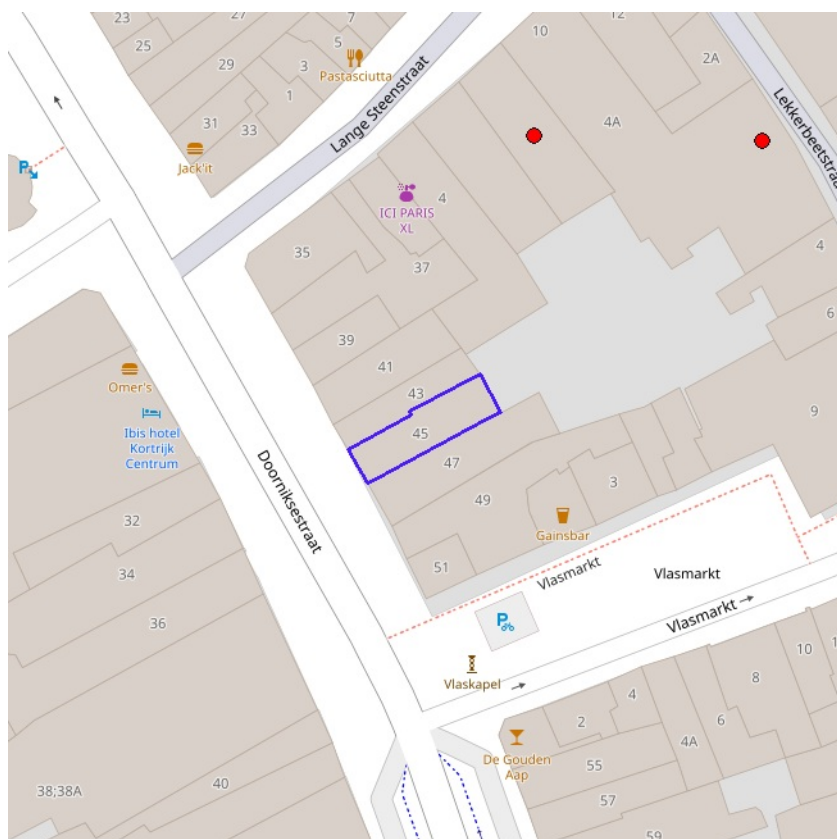 23
27
7
12
10
25
5
29
3
Pastasciutta
2A
1
31
33
4A
Jack'it
Lange Steenstraat
Lekkerbeetstraat
P
ICI PARIS
XL
4
35
37
4
6
39
41
Omer's
43
Ibis hotel
Kortrijk
Centrum
45
9
47
Doorniksestraat
49
3
32
Gainsbar
51
34
Vlasmarkt
Vlasmarkt
36
P
Vlasmarkt
10
Vlaskapel
8
4
6
2
4A
De Gouden
Aap
55
40
38;38A
57
59